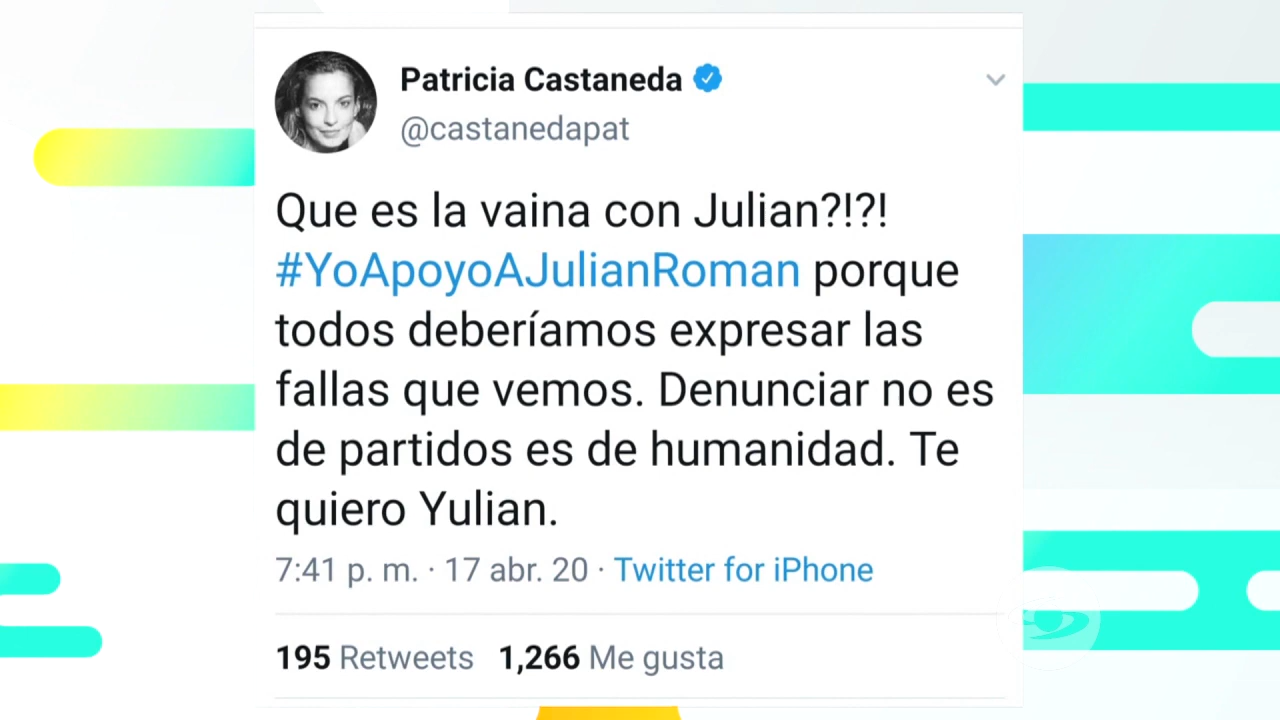 Patricia Castaneda
@castanedapat
Que es la vaina con Julian?!?!
#YoApoyoAJulianRoman porque
todos deberíamos expresar las
fallas que vemos. Denunciar no es
de partidos es de humanidad. Te
quiero Yulian.
7:41 p. m. · 17 abr. 20 · Twitter for iPhone
195 Retweets 1,266 Me gusta